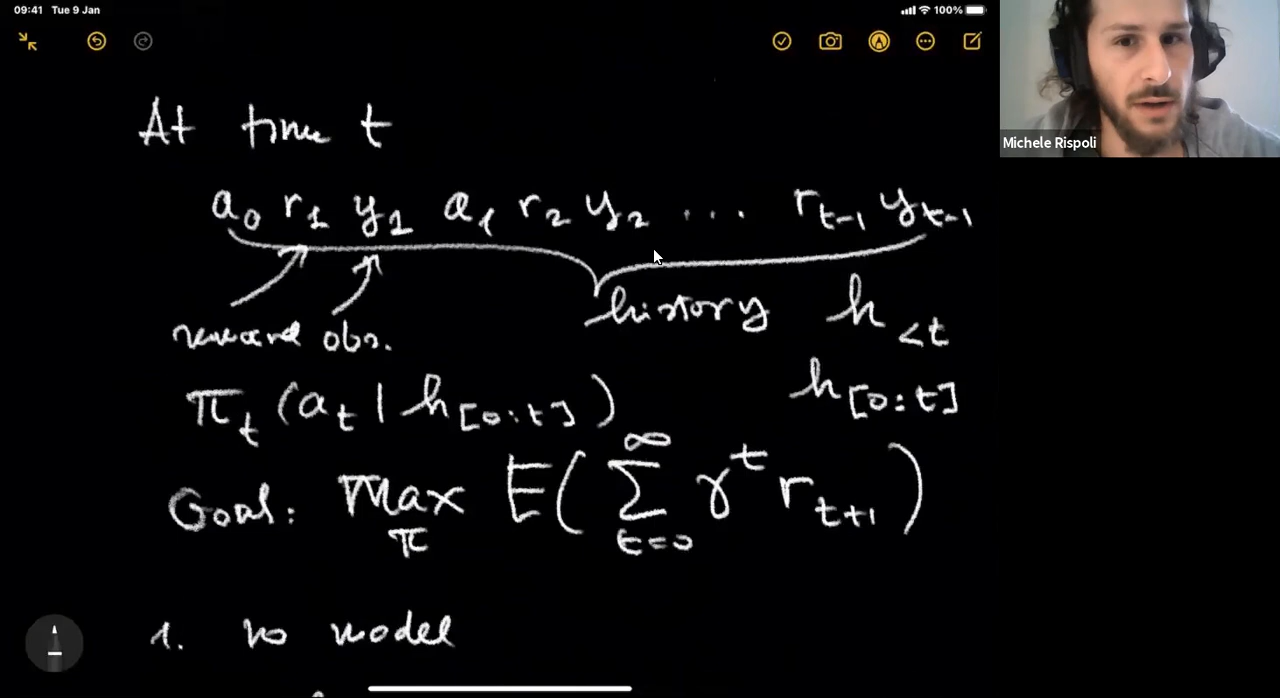 09:41 Tue 9 Jan 100%
Michele Rispoli
At time t
a₀ r₁ y₁ a₁ r₂ y₂ ... r_{t-1} y_{t-1}
history h_{<t}
reward obs.
π_t (a_t | h_{[0:t]}) h_{[0:t]}
Goal: max_π E( ∑_{t=0}^{∞} γ^t r_{t+1} )
1. no model